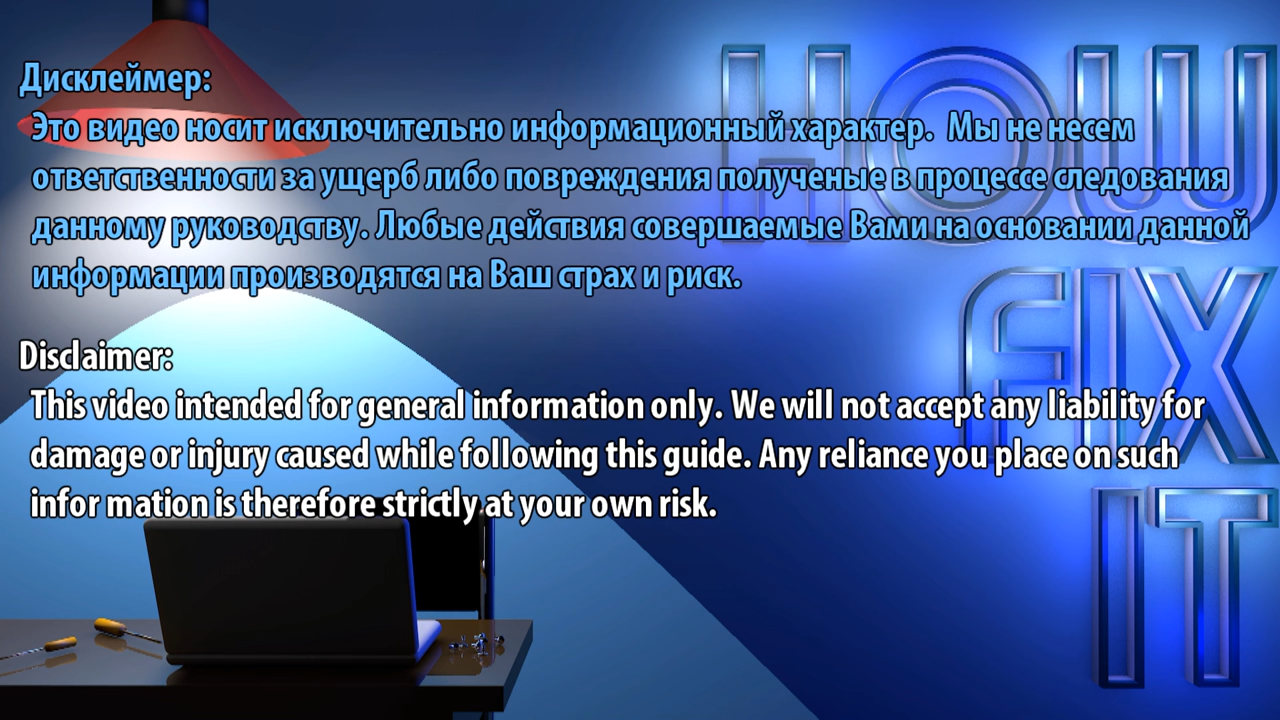 HOW
FIX
IT
Дисклеймер:
Это видео носит исключительно информационный характер. Мы не несем
ответственности за ущерб либо повреждения полученые в процессе следования
данному руководству. Любые действия совершаемые Вами на основании данной
информации производятся на Ваш страх и риск.
Disclaimer:
This video intended for general information only. We will not accept any liability for
damage or injury caused while following this guide. Any reliance you place on such
infor mation is therefore strictly at your own risk.